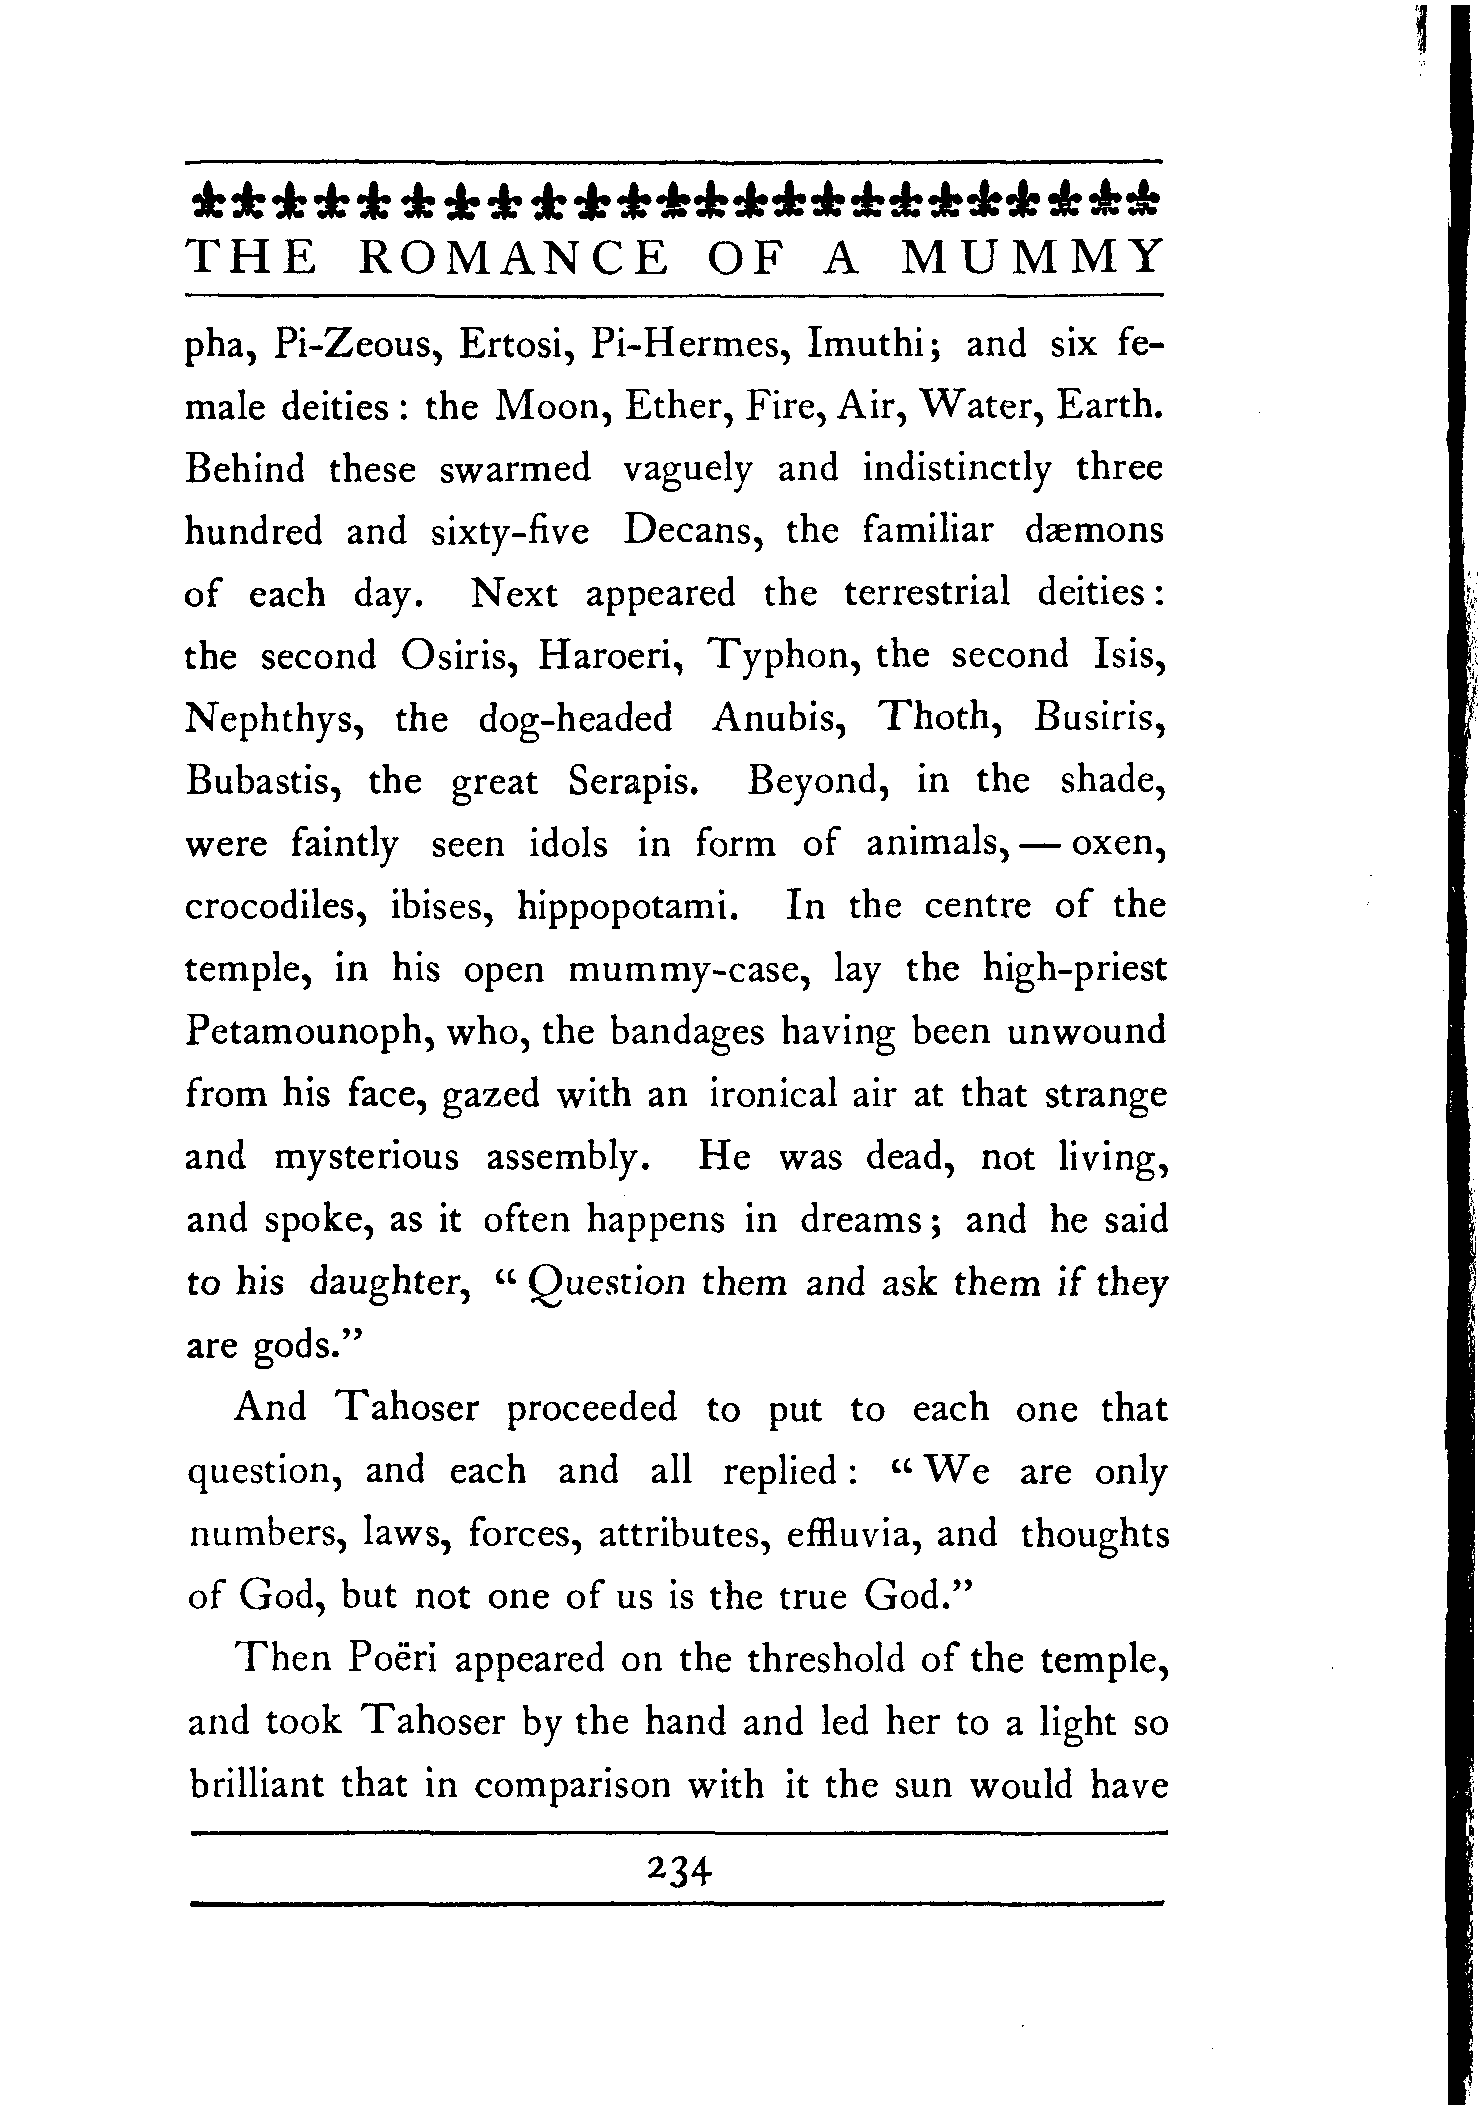 THE ROMANCE OF A MUMMY
pha, Pi-Zeous, Ertosi, Pi-Hermes, Imuthi; and six fe-
male deities: the Moon, Ether, Fire, Air, Water, Earth.
Behind these swarmed vaguely and indistinctly three
hundred and sixty-five Decans, the familiar dæmons
of each day. Next appeared the terrestrial deities:
the second Osiris, Haroeri, Typhon, the second Isis,
Nephthys, the dog-headed Anubis, Thoth, Busiris,
Bubastis, the great Serapis. Beyond, in the shade,
were faintly seen idols in form of animals,— oxen,
crocodiles, ibises, hippopotami. In the centre of the
temple, in his open mummy-case, lay the high-priest
Petamounoph, who, the bandages having been unwound
from his face, gazed with an ironical air at that strange
and mysterious assembly. He was dead, not living,
and spoke, as it often happens in dreams; and he said
to his daughter, “Question them and ask them if they
are gods.”
And Tahoser proceeded to put to each one that
question, and each and all replied: “We are only
numbers, laws, forces, attributes, effluvia, and thoughts
of God, but not one of us is the true God.”
Then Poëri appeared on the threshold of the temple,
and took Tahoser by the hand and led her to a light so
brilliant that in comparison with it the sun would have
234